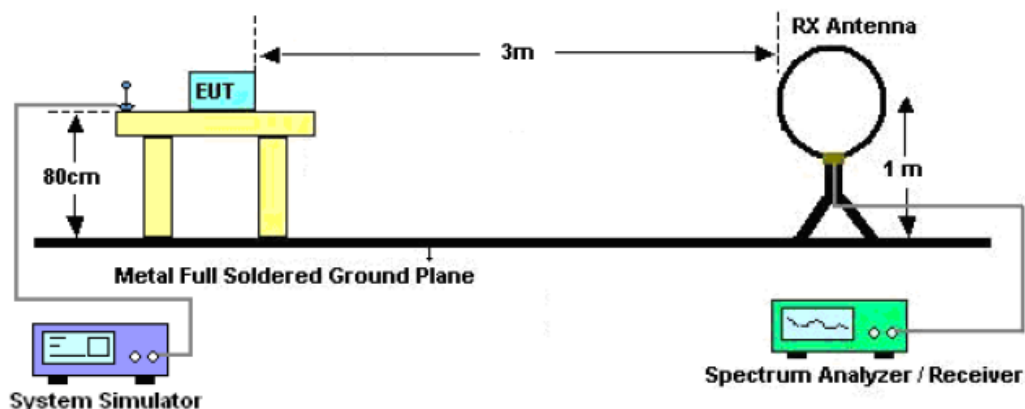 RX Antenna
3m
EUT
80cm
1 m
Metal Full Soldered Ground Plane
System Simulator
Spectrum Analyzer / Receiver